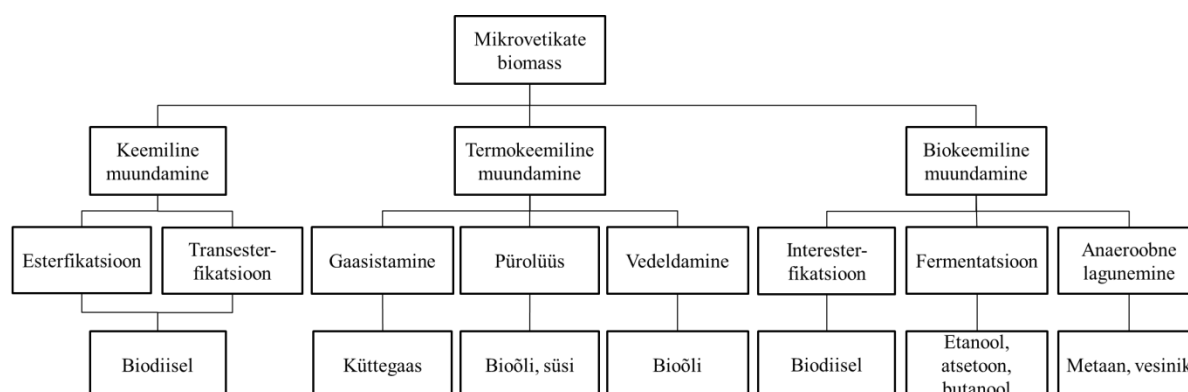 Mikrovetikate
biomass
Keemiline
muundamine
Termokeemiline
muundamine
Biokeemiline
muundamine
Esterfikatsioon
Transester-
fikatsioon
Gaasistamine
Pürolüüs
Vedeldamine
Interester-
fikatsioon
Fermentatsioon
Anaeroobne
lagunemine
Biodiisel
Küttegaas
Bioõli, süsi
Bioõli
Biodiisel
Etanool,
atsetoon,
butanool
Metaan, vesinik